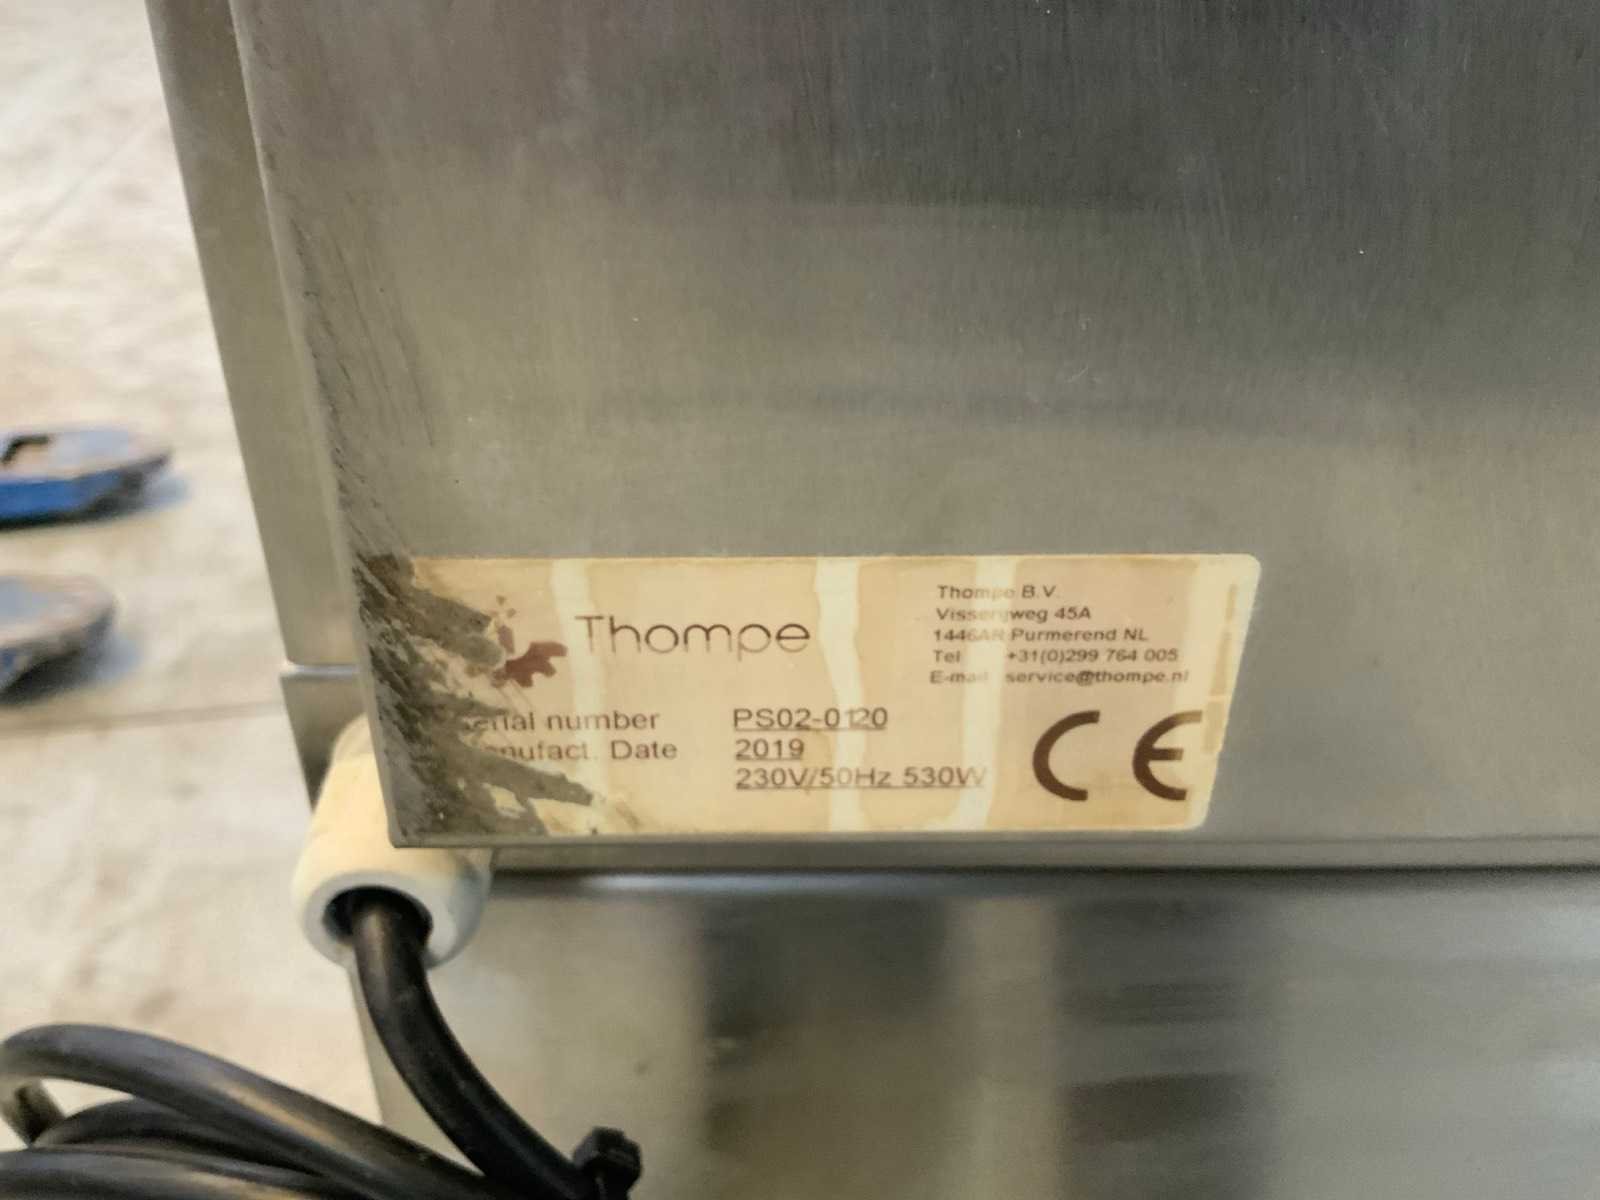 Thompe
Thompe B.V.
Visserijweg 45A
1446AR Purmerend NL
Tel +31(0)299 764 005
E-mail service@thompe.nl
Serial number PS02-0120
Manufact. Date 2019
230V/50Hz 530W
CE